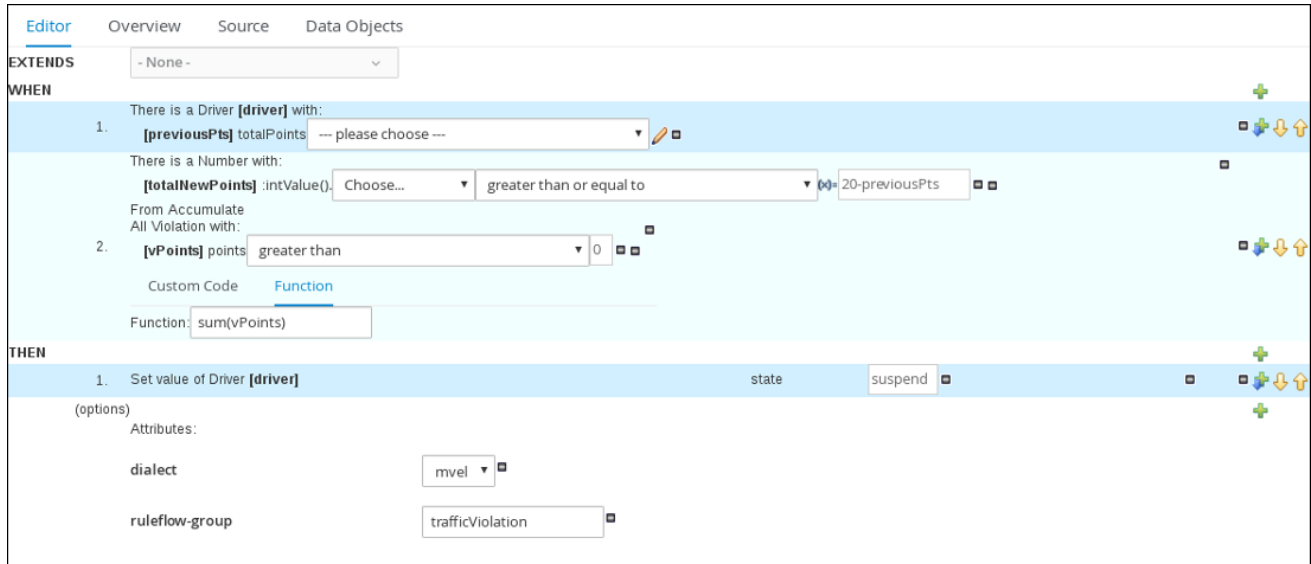 Editor Overview Source Data Objects
EXTENDS - None -
WHEN
There is a Driver [driver] with:
1. [previousPts] totalPoints --- please choose ---
There is a Number with:
[totalNewPoints] :intValue(). Choose... greater than or equal to (x)= 20-previousPts
From Accumulate
All Violation with:
2. [vPoints] points greater than 0
Custom Code Function
Function: sum(vPoints)
THEN
1. Set value of Driver [driver] state suspend
(options)
Attributes:
dialect mvel
ruleflow-group trafficViolation